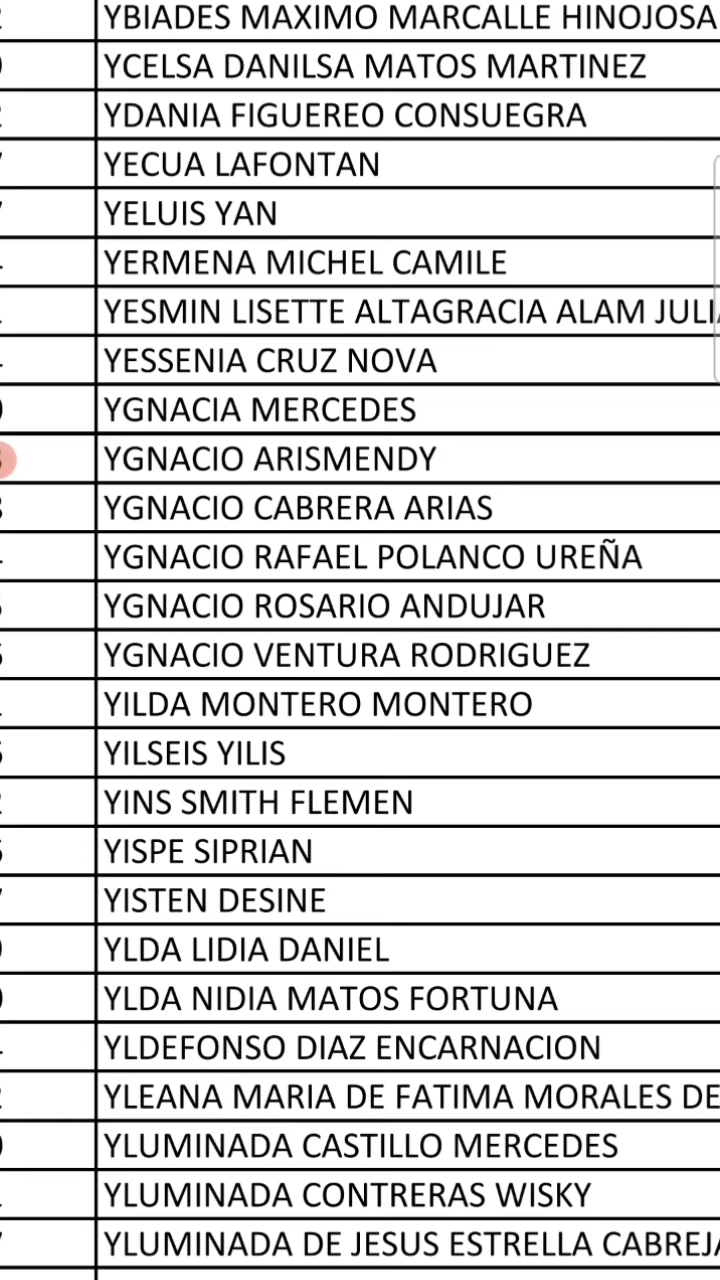 YBIADES MAXIMO MARCALLE HINOJOSA
YCELSA DANILSA MATOS MARTINEZ
YDANIA FIGUEREO CONSUEGRA
YECUA LAFONTAN
YELUIS YAN
YERMENA MICHEL CAMILE
YESMIN LISETTE ALTAGRACIA ALAM
YESSENIA CRUZ NOVA
YGNACIA MERCEDES
YGNACIO ARISMENDY
YGNACIO CABRERA ARIAS
YGNACIO RAFAEL POLANCO UREÑA
YGNACIO ROSARIO ANDUJAR
YGNACIO VENTURA RODRIGUEZ
YILDA MONTERO MONTERO
YILSEIS YILIS
YINS SMITH FLEMEN
YISPE SIPRIAN
YISTEN DESINE
YLDA LIDIA DANIEL
YLDA NIDIA MATOS FORTUNA
YLDEFONSO DIAZ ENCARNACION
YLEANA MARIA DE FATIMA MORALES DE
YLUMINADA CASTILLO MERCEDES
YLUMINADA CONTRERAS WISKY
YLUMINADA DE JESUS ESTRELLA